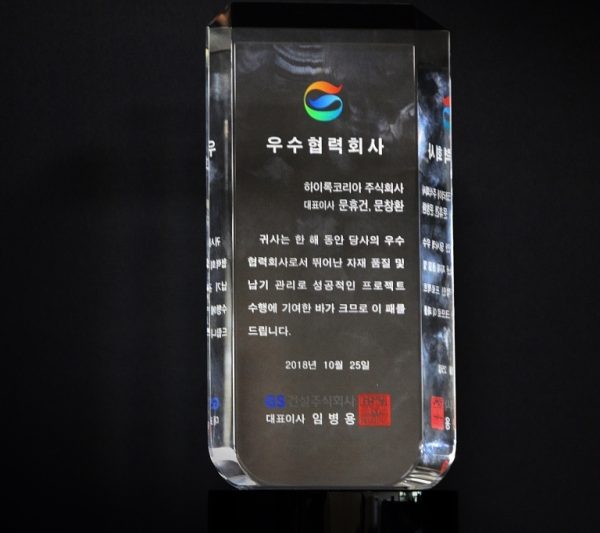 우수협력회사
하이록코리아 주식회사
대표이사 문휴건, 문창환
귀사는 한 해 동안 당사의 우수
협력회사로서 뛰어난 자재 품질 및
납기 관리로 성공적인 프로젝트
수행에 기여한 바가 크므로 이 패를
드립니다.
2018년 10월 25일
GS건설주식회사
대표이사 임병용